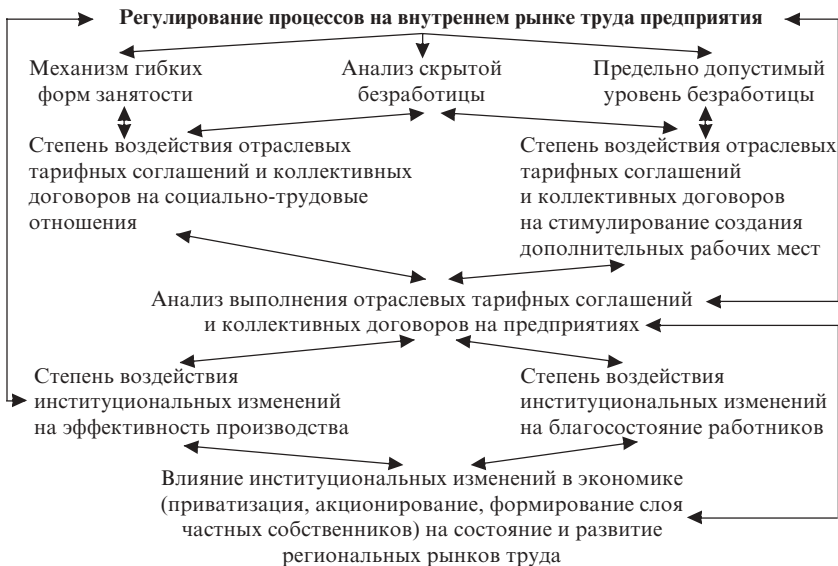 Регулирование процессов на внутреннем рынке труда предприятия
Механизм гибких
форм занятости
Анализ скрытой
безработицы
Предельно допустимый
уровень безработицы
Степень воздействия отраслевых
тарифных соглашений и коллективных
договоров на социально-трудовые
отношения
Степень воздействия отраслевых
тарифных соглашений
и коллективных договоров
на стимулирование создания
дополнительных рабочих мест
Анализ выполнения отраслевых тарифных соглашений
и коллективных договоров на предприятиях
Степень воздействия
институциональных изменений
на эффективность производства
Степень воздействия
институциональных изменений
на благосостояние работников
Влияние институциональных изменений в экономике
(приватизация, акционирование, формирование слоя
частных собственников) на состояние и развитие
региональных рынков труда